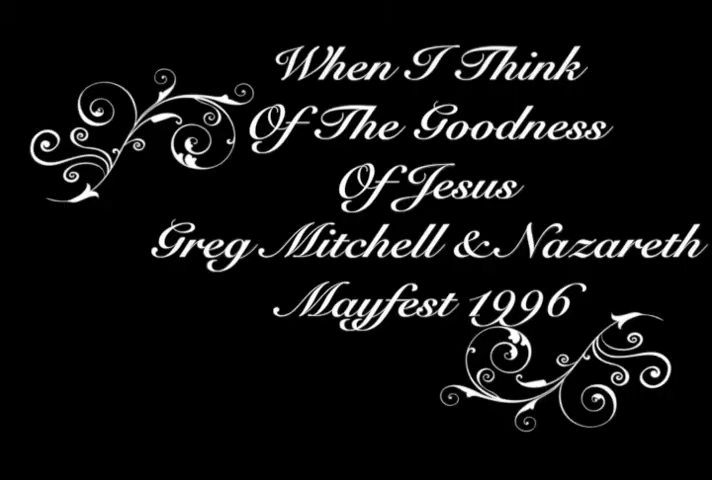 When I Think
Of The Goodness
Of Jesus
Greg Mitchell & Nazareth
Mayfest 1996